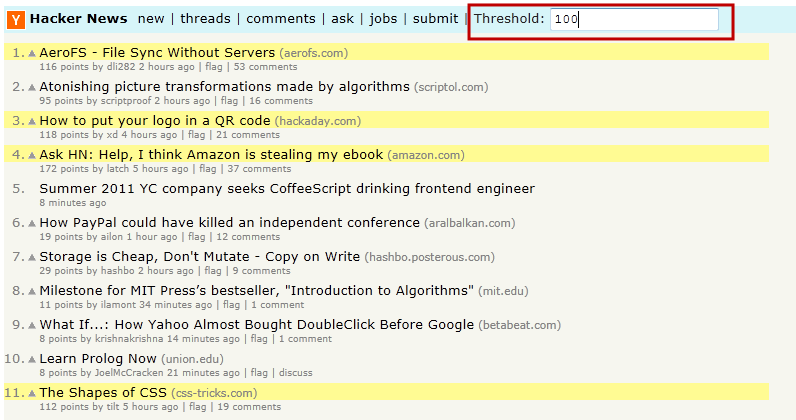 Y Hacker News new | threads | comments | ask | jobs | submit | Threshold: 100
1. AeroFS - File Sync Without Servers (aerofs.com)
116 points by dli282 2 hours ago | flag | 53 comments
2. Atonishing picture transformations made by algorithms (scriptol.com)
95 points by scriptproof 2 hours ago | flag | 16 comments
3. How to put your logo in a QR code (hackaday.com)
118 points by xd 4 hours ago | flag | 21 comments
4. Ask HN: Help, I think Amazon is stealing my ebook (amazon.com)
172 points by latch 5 hours ago | flag | 37 comments
5. Summer 2011 YC company seeks CoffeeScript drinking frontend engineer
8 minutes ago
6. How PayPal could have killed an independent conference (aralbalkan.com)
19 points by ailon 1 hour ago | flag | 12 comments
7. Storage is Cheap, Don't Mutate - Copy on Write (hashbo.posterous.com)
29 points by hashbo 2 hours ago | flag | 9 comments
8. Milestone for MIT Press’s bestseller, "Introduction to Algorithms" (mit.edu)
11 points by ilamont 34 minutes ago | flag | 1 comment
9. What If...: How Yahoo Almost Bought DoubleClick Before Google (betabeat.com)
8 points by krishnakrishna 14 minutes ago | flag | 1 comment
10. Learn Prolog Now (union.edu)
8 points by JoelMcCracken 21 minutes ago | flag | discuss
11. The Shapes of CSS (css-tricks.com)
112 points by tilt 5 hours ago | flag | 19 comments